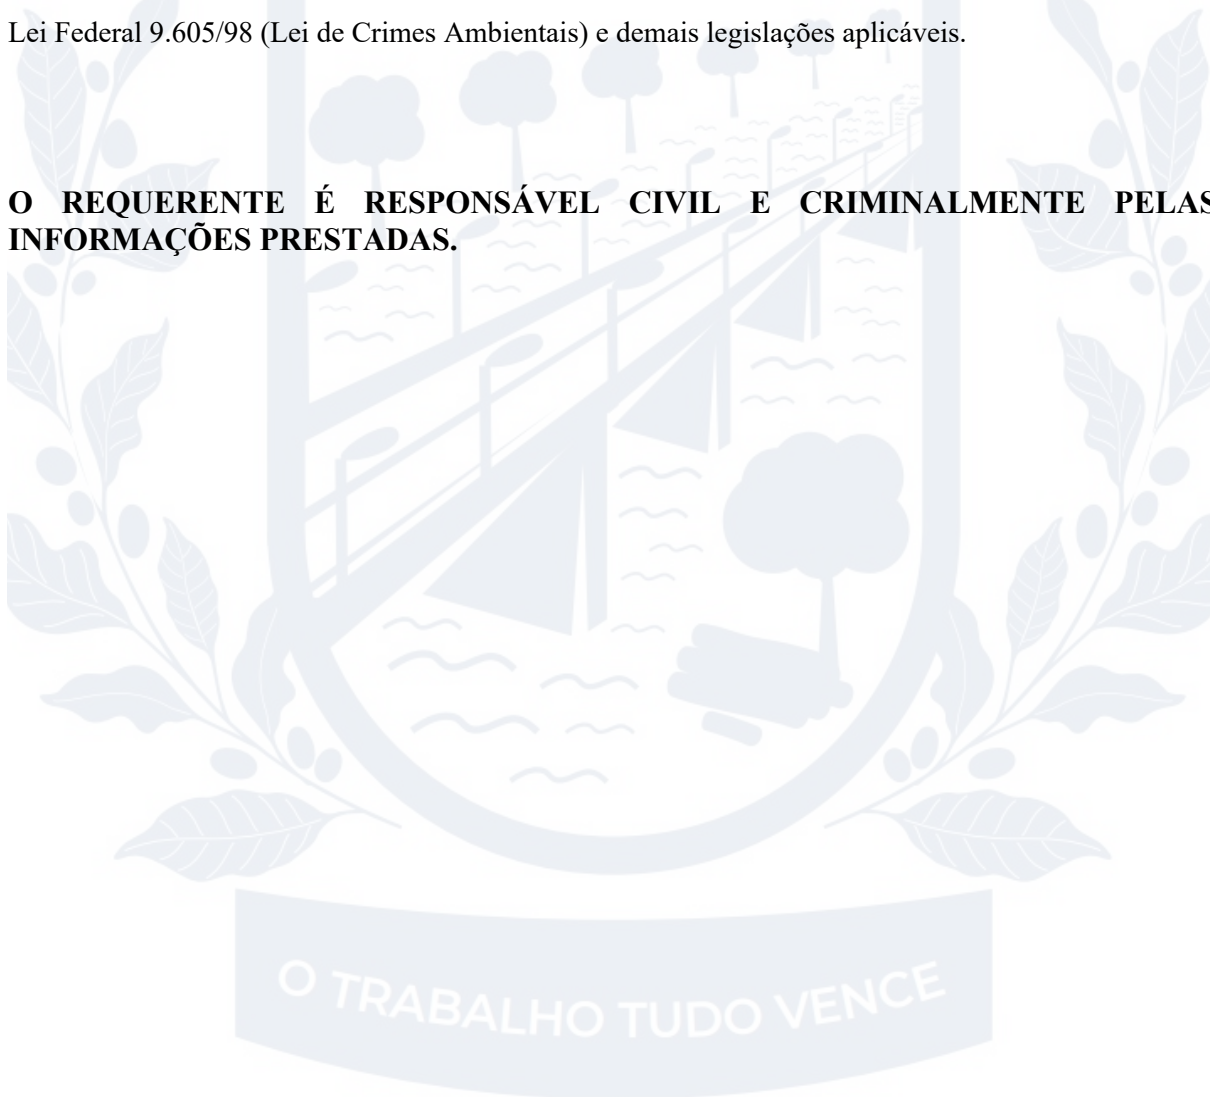 Lei Federal 9.605/98 (Lei de Crimes Ambientais) e demais legislações aplicáveis.
O REQUERENTE É RESPONSÁVEL CIVIL E CRIMINALMENTE PELAS
INFORMAÇÕES PRESTADAS.
O TRABALHO TUDO VENCE